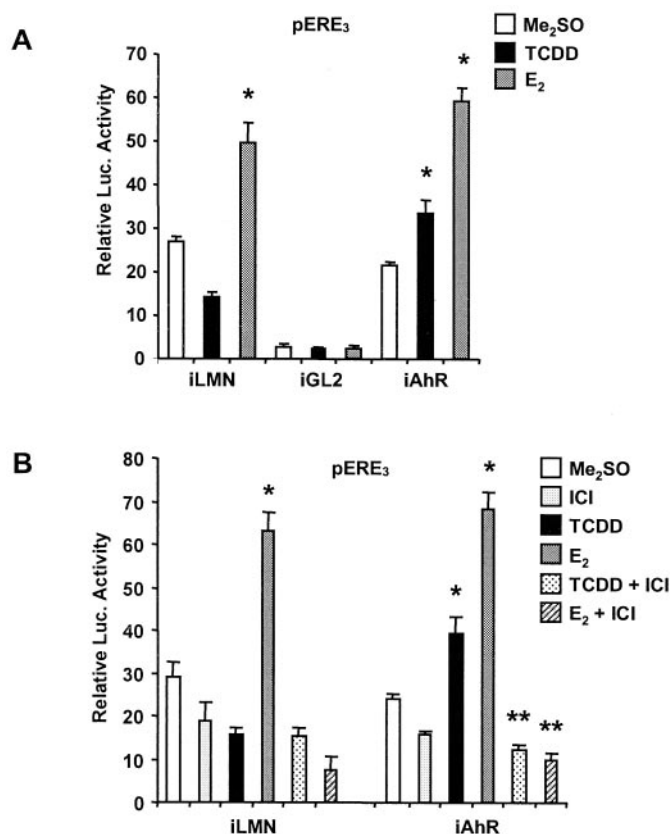 A
pERE₃
Me₂SO
TCDD
E₂
Relative Luc. Activity
70
60
50
40
30
20
10
0
*
*
*
iLMN
iGL2
iAhR
B
pERE₃
Me₂SO
ICI
TCDD
E₂
TCDD + ICI
E₂ + ICI
Relative Luc. Activity
80
70
60
50
40
30
20
10
0
*
*
*
**
**
iLMN
iAhR